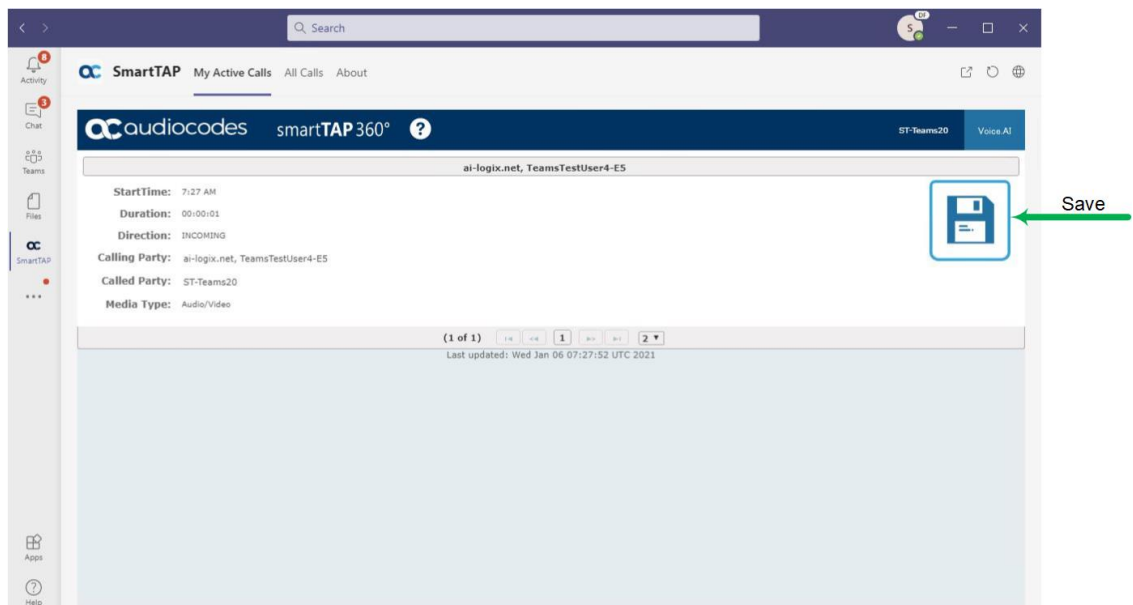 Search
DF
S
8
Activity
SmartTAP My Active Calls All Calls About
3
Chat
audiocodes smartTAP 360° ? ST-Teams20 Voice.AI
Teams
ai-logix.net, TeamsTestUser4-E5
StartTime: 7:27 AM
Save
Files
Duration: 00:00:01
Direction: INCOMING
SmartTAP
Calling Party: ai-logix.net, TeamsTestUser4-E5
Called Party: ST-Teams20
Media Type: Audio/Video
(1 of 1) 1 2
Last updated: Wed Jan 06 07:27:52 UTC 2021
Apps
Help